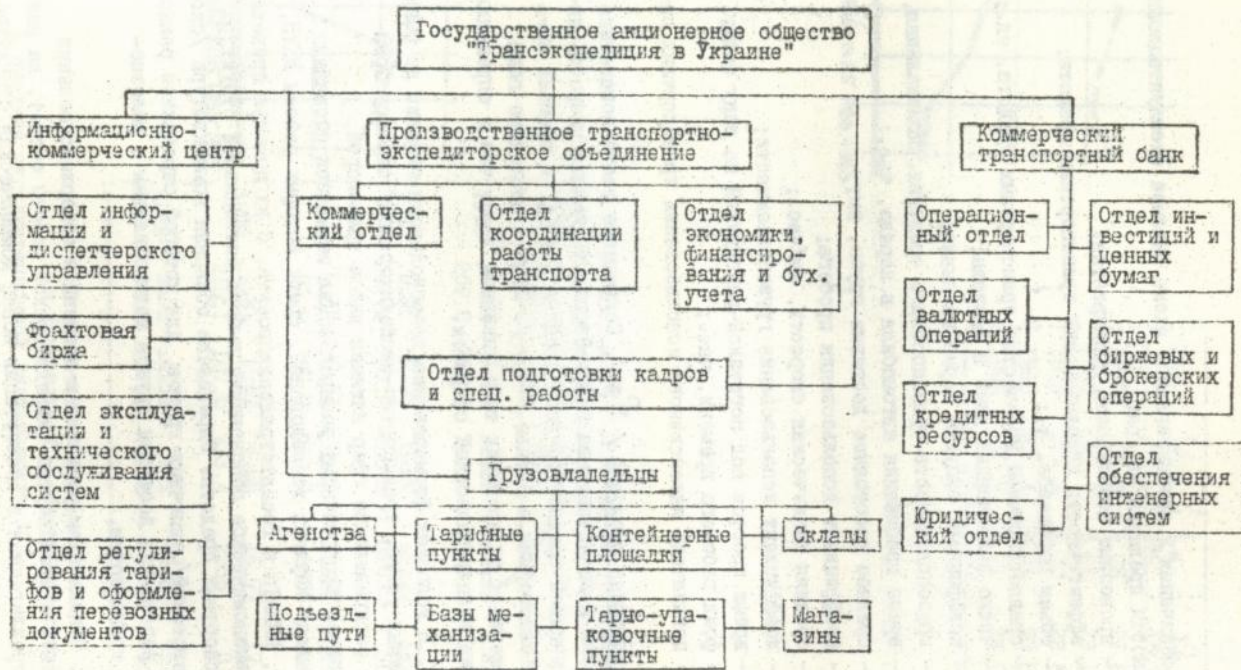 Государственное акционерное общество
"Трансэкспедиция в Украине"
Информационно-
коммерческий центр
Производственное транспортно-
экспедиторское объединение
Коммерческий
транспортный банк
Отдел инфор-
мации и
диспетчерского
управления
Фрахтовая
биржа
Отдел эксплуа-
тации и
технического
обслуживания
систем
Отдел регули-
рования тари-
фов и оформле-
ния перевозных
документов
Коммерчес-
кий отдел
Отдел
координации
работы
транспорта
Отдел
экономики,
финансиро-
вания и бух.
учета
Отдел подготовки кадров
и спец. работы
Грузовладельцы
Агенства
Тарифные
пункты
Контейнерные
площадки
Склады
Подъезд-
ные пути
Базы ме-
ханиза-
ции
Тарно-упа-
ковочные
пункты
Мага-
зины
Операцион-
ный отдел
Отдел
валютных
Операций
Отдел
кредитных
ресурсов
Юридичес-
кий отдел
Отдел ин-
вестиций и
ценных
бумаг
Отдел
биржевых и
брокерских
операций
Отдел
обеспечения
инженерных
систем